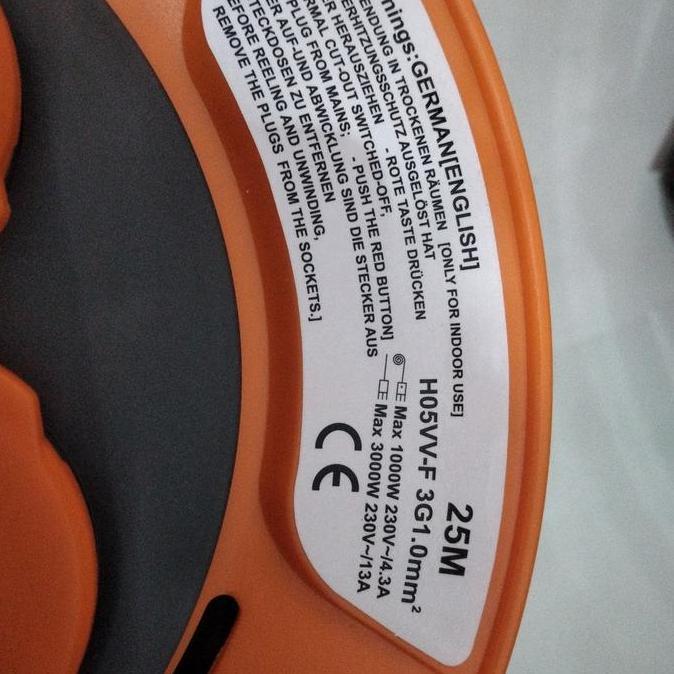 nings:GERMAN[ENGLISH]
ENDUNG IN TROCKENEN RÄUMEN [ONLY FOR INDOOR USE]
ERHITZUNGSSCHUTZ AUSGELÖST HAT
R HERAUSZIEHEN - ROTE TASTE DRÜCKEN
RMAL CUT-OUT SWITCHED-OFF,
PLUG FROM MAINS; - PUSH THE RED BUTTON]
ER AUF-UND ABWICKLUNG SIND DIE STECKER AUS
TECKDOSEN ZU ENTFERNEN
EFORE REELING AND UNWINDING,
REMOVE THE PLUGS FROM THE SOCKETS.]
25M
H05VV-F 3G1.0mm²
Max 1000W 230V~/4.3A
Max 3000W 230V~/13A
CE